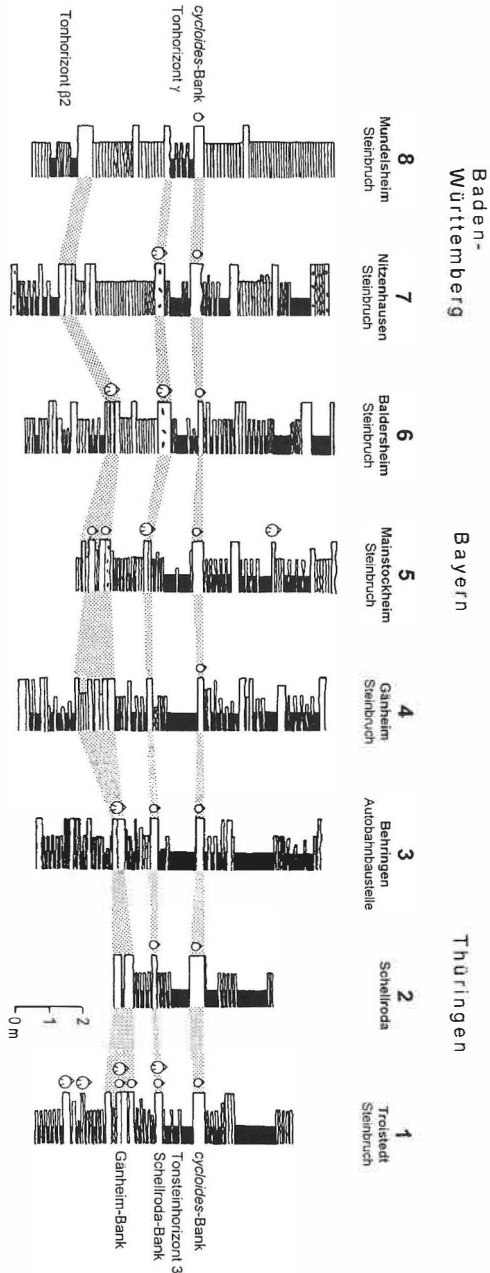 Baden-
Württemberg
Bayern
Thüringen
8
Mundelsheim
Steinbruch
7
Nitzenhausen
Steinbruch
6
Baldersheim
Steinbruch
5
Mainstockheim
Steinbruch
4
Gänheim
Steinbruch
3
Behringen
Autobahnbaustelle
2
Schellroda
1
Troistedt
Steinbruch
cycloides-Bank
Tonhorizont γ
Tonhorizont β2
cycloides-Bank
Tonsteinhorizont 3
Schellroda-Bank
Gänheim-Bank
2
1
0 m